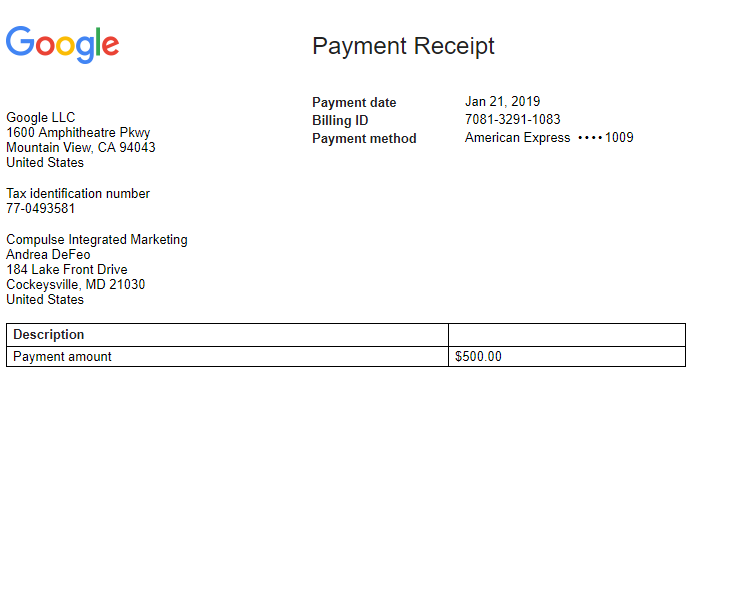 Google
Payment Receipt
Payment date Jan 21, 2019
Billing ID 7081-3291-1083
Payment method American Express •••• 1009
Google LLC
1600 Amphitheatre Pkwy
Mountain View, CA 94043
United States
Tax identification number
77-0493581
Compulse Integrated Marketing
Andrea DeFeo
184 Lake Front Drive
Cockeysville, MD 21030
United States
Description
Payment amount $500.00